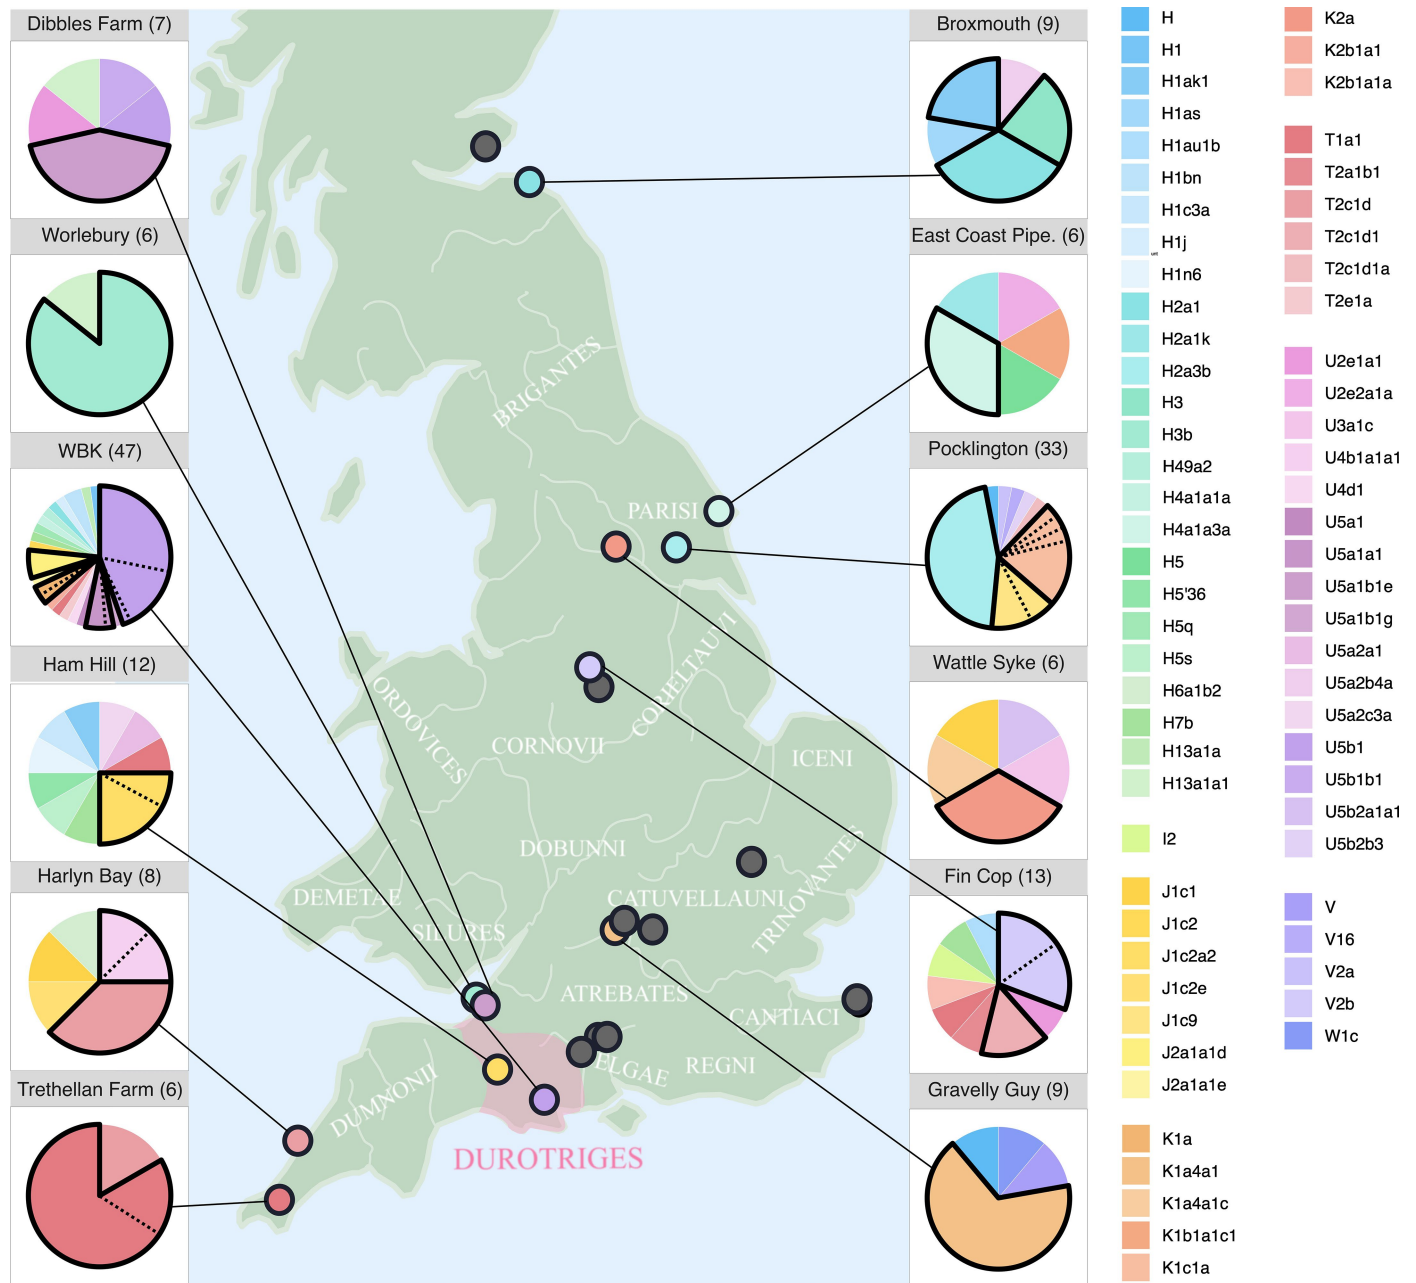 Dibbles Farm (7)
Worlebury (6)
WBK (47)
Ham Hill (12)
Harlyn Bay (8)
Trethellan Farm (6)
BRIGANTES
PARISI
CORIELTAUVI
ORDOVICES
CORNOVII
ICENI
DOBUNNI
DEMETAE
CATUVELLAUNI
TRINOVANTES
SILURES
ATREBATES
CANTIACI
ELGAE
REGNI
DUMNONII
DUROTRIGES
Broxmouth (9)
East Coast Pipe. (6)
Pocklington (33)
Wattle Syke (6)
Fin Cop (13)
Gravelly Guy (9)
H
H1
H1ak1
H1as
H1au1b
H1bn
H1c3a
H1j
H1n6
H2a1
H2a1k
H2a3b
H3
H3b
H49a2
H4a1a1a
H4a1a3a
H5
H5'36
H5q
H5s
H6a1b2
H7b
H13a1a
H13a1a1
I2
J1c1
J1c2
J1c2a2
J1c2e
J1c9
J2a1a1d
J2a1a1e
K1a
K1a4a1
K1a4a1c
K1b1a1c1
K1c1a
K2a
K2b1a1
K2b1a1a
T1a1
T2a1b1
T2c1d
T2c1d1
T2c1d1a
T2e1a
U2e1a1
U2e2a1a
U3a1c
U4b1a1a1
U4d1
U5a1
U5a1a1
U5a1b1e
U5a1b1g
U5a2a1
U5a2b4a
U5a2c3a
U5b1
U5b1b1
U5b2a1a1
U5b2b3
V
V16
V2a
V2b
W1c